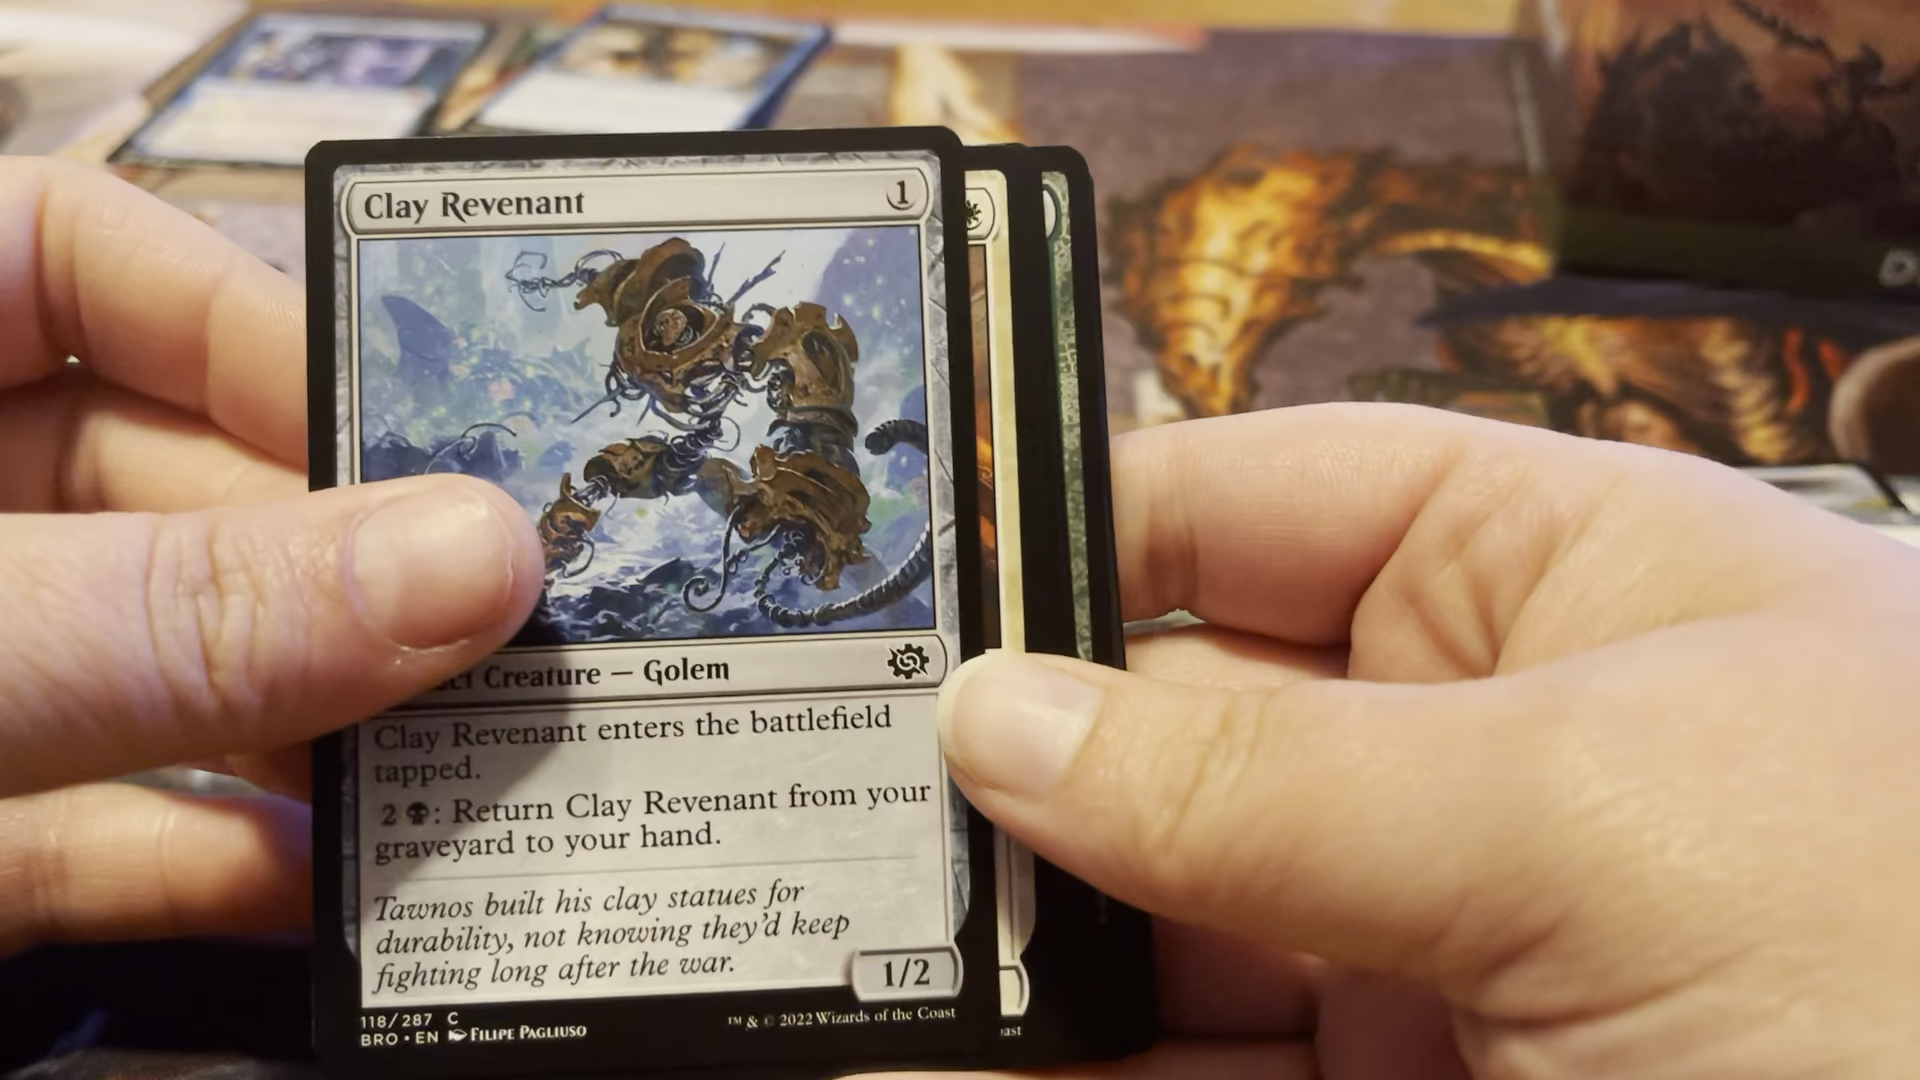 Clay Revenant 1
Creature — Golem
Clay Revenant enters the battlefield
tapped.
2 : Return Clay Revenant from your
graveyard to your hand.
Tawnos built his clay statues for
durability, not knowing they'd keep
fighting long after the war.
1/2
118/287 C
BRO • EN FILIPE PAGLIUSO
™ & © 2022 Wizards of the Coast